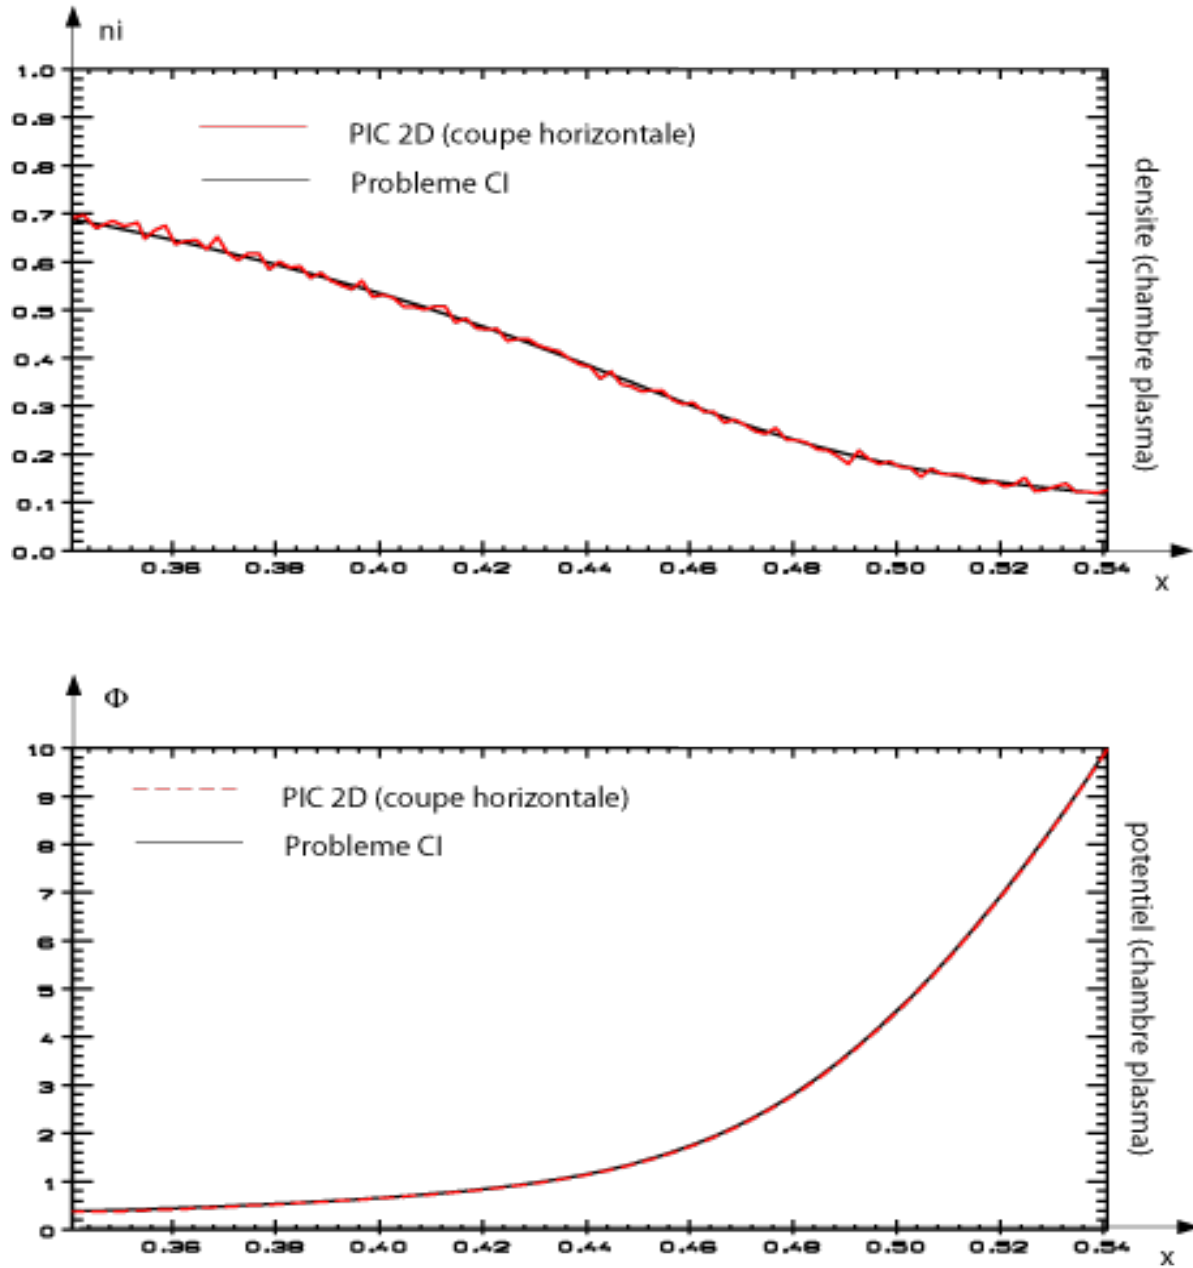 ni
1.0
0.9
0.8
0.7
0.6
0.5
0.4
0.3
0.2
0.1
0.0
PIC 2D (coupe horizontale)
Probleme CI
densite (chambre plasma)
0.36 0.38 0.40 0.42 0.44 0.46 0.48 0.50 0.52 0.54
x
Φ
10
9
8
7
6
5
4
3
2
1
0
PIC 2D (coupe horizontale)
Probleme CI
potentiel (chambre plasma)
0.36 0.38 0.40 0.42 0.44 0.46 0.48 0.50 0.52 0.54
x